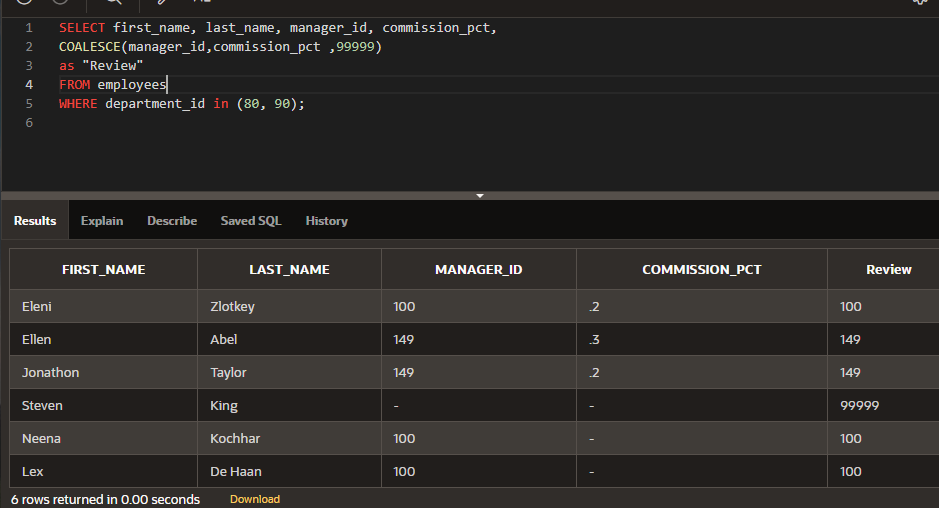 1 SELECT first_name, last_name, manager_id, commission_pct,
2 COALESCE(manager_id,commission_pct ,99999)
3 as "Review"
4 FROM employees
5 WHERE department_id in (80, 90);
6
Results Explain Describe Saved SQL History
FIRST_NAME LAST_NAME MANAGER_ID COMMISSION_PCT Review
Eleni Zlotkey 100 .2 100
Ellen Abel 149 .3 149
Jonathon Taylor 149 .2 149
Steven King - - 99999
Neena Kochhar 100 - 100
Lex De Haan 100 - 100
6 rows returned in 0.00 seconds Download